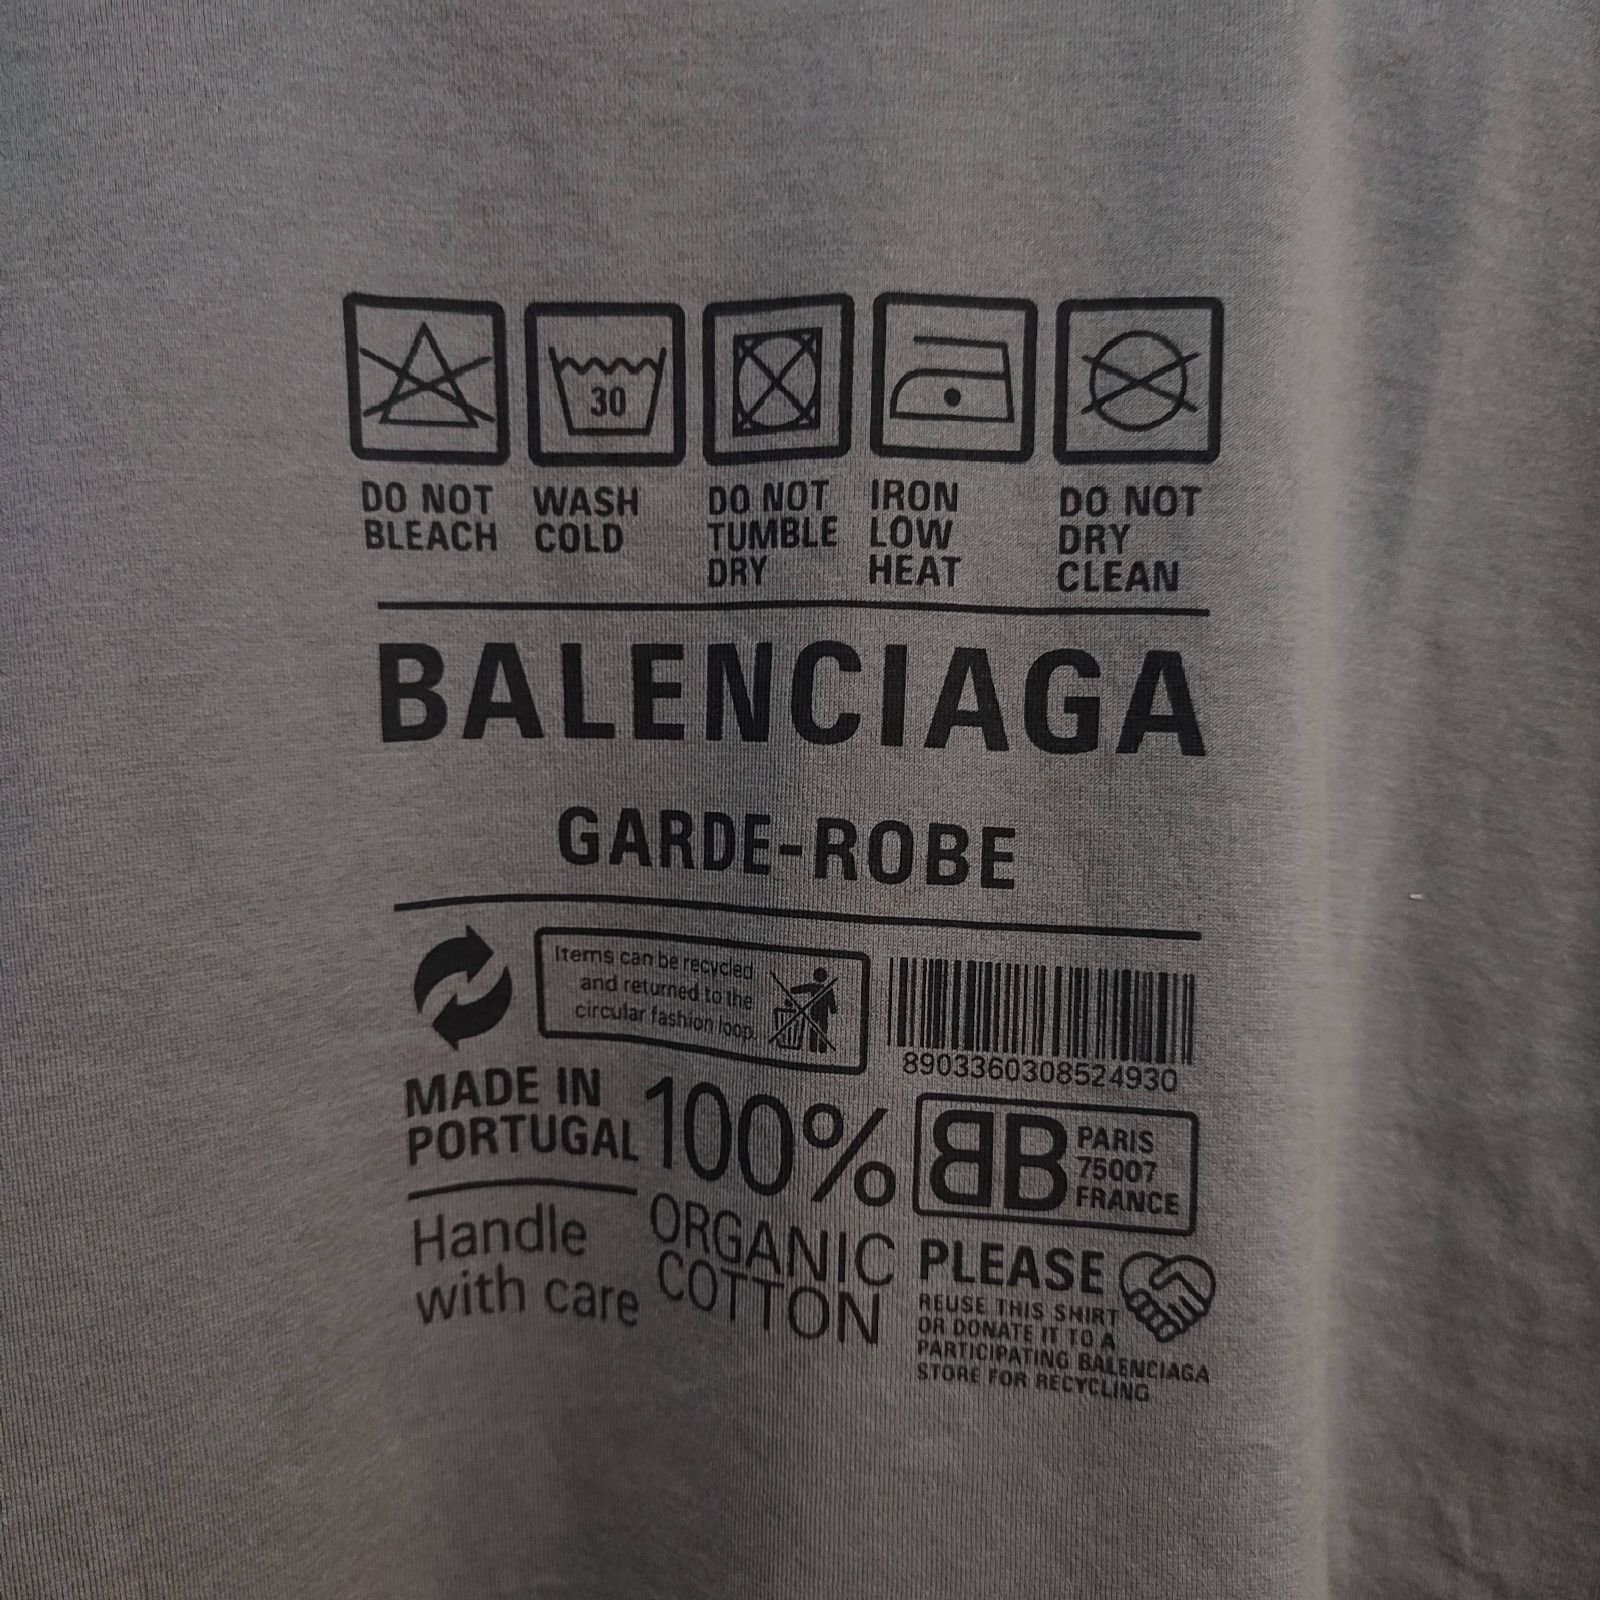 30
DO NOT
BLEACH
WASH
COLD
DO NOT
TUMBLE
DRY
IRON
LOW
HEAT
DO NOT
DRY
CLEAN
BALENCIAGA
GARDE-ROBE
Items can be recycled
and returned to the
circular fashion loop.
8903360308524930
MADE IN
PORTUGAL
Handle
with care
100%
ORGANIC
COTTON
BB PARIS
75007
FRANCE
PLEASE
REUSE THIS SHIRT
OR DONATE IT TO A
PARTICIPATING BALENCIAGA
STORE FOR RECYCLING